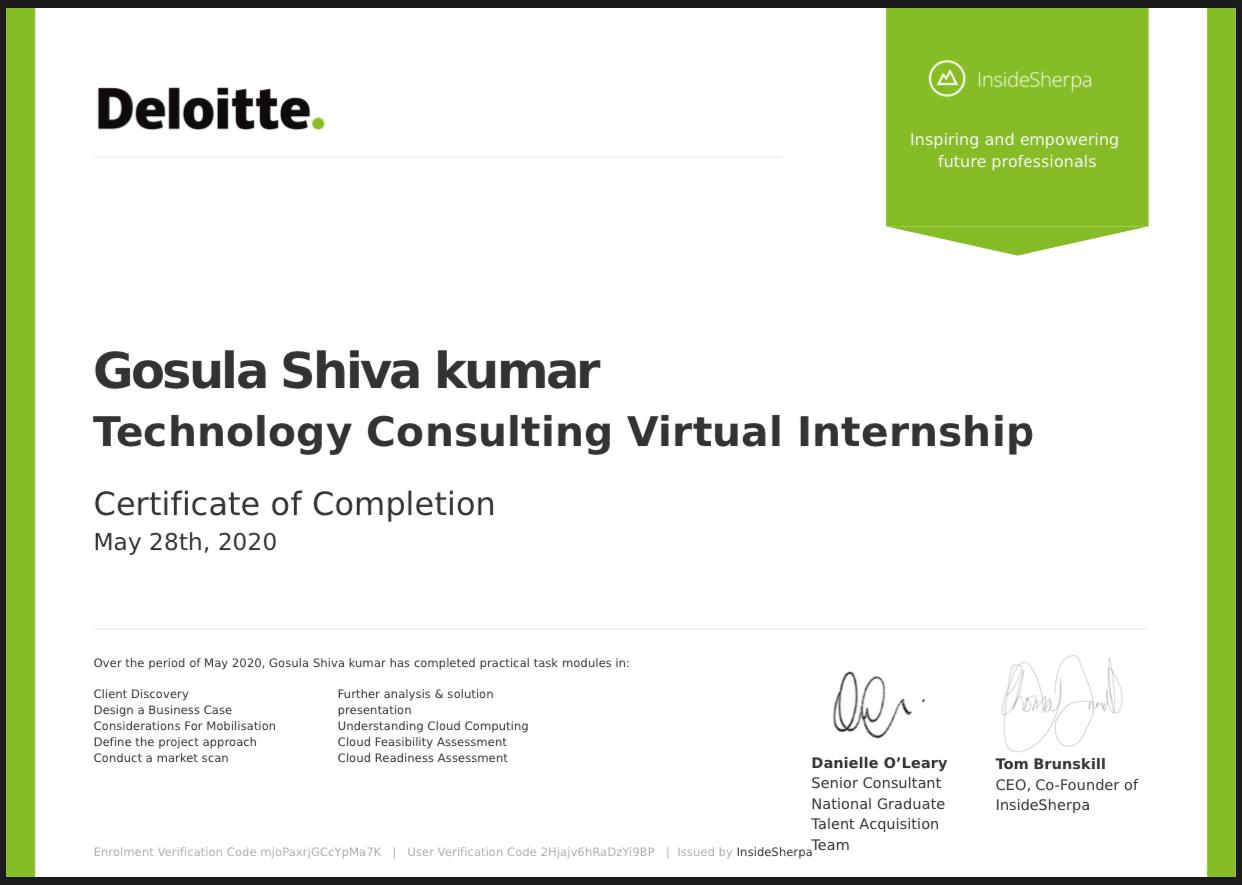 Deloitte.
InsideSherpa
Inspiring and empowering
future professionals
Gosula Shiva kumar
Technology Consulting Virtual Internship
Certificate of Completion
May 28th, 2020
Over the period of May 2020, Gosula Shiva kumar has completed practical task modules in:
Client Discovery
Design a Business Case
Considerations For Mobilisation
Define the project approach
Conduct a market scan
Further analysis & solution
presentation
Understanding Cloud Computing
Cloud Feasibility Assessment
Cloud Readiness Assessment
Danielle O’Leary
Senior Consultant
National Graduate
Talent Acquisition
Team
Tom Brunskill
CEO, Co-Founder of
InsideSherpa
Enrolment Verification Code mjoPaxrjGCcYpMa7K | User Verification Code 2Hjajv6hRaDzYi9BP | Issued by InsideSherpa